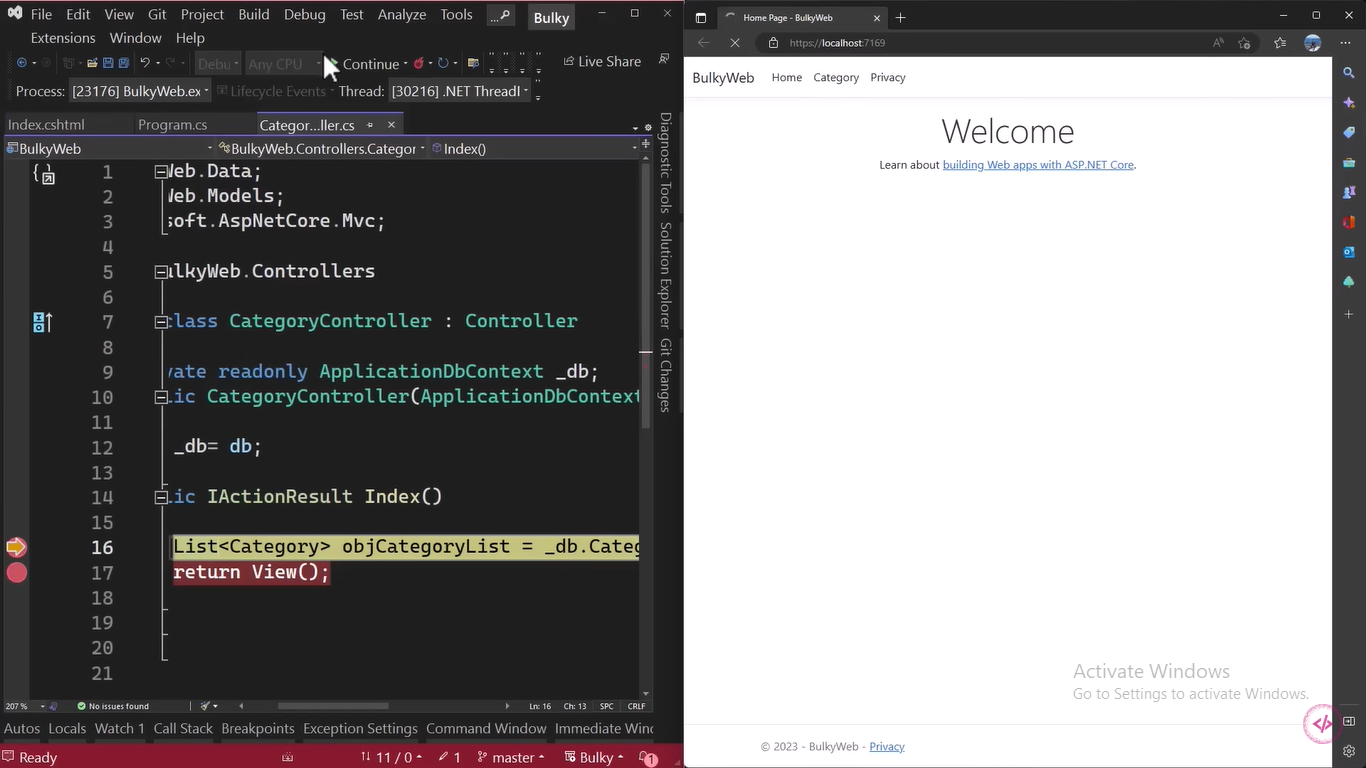 File Edit View Git Project Build Debug Test Analyze Tools ... Bulky
Extensions Window Help
Debu Any CPU Continue Live Share
Process: [23176] BulkyWeb.ex Lifecycle Events Thread: [30216] .NET Threadl
Index.cshtml Program.cs Categor...ller.cs
BulkyWeb BulkyWeb.Controllers.Categor Index()
1 Web.Data;
2 Web.Models;
3 soft.AspNetCore.Mvc;
4
5 ulkyWeb.Controllers
6
7 class CategoryController : Controller
8
9 vate readonly ApplicationDbContext _db;
10 lic CategoryController(ApplicationDbContext
11
12 _db= db;
13
14 lic IActionResult Index()
15
16 List<Category> objCategoryList = _db.Categ
17 return View();
18
19
20
21
Diagnostic Tools
Solution Explorer
Git Changes
207 % No issues found Ln: 16 Ch: 13 SPC CRLF
Autos Locals Watch 1 Call Stack Breakpoints Exception Settings Command Window Immediate Win
Ready 11 / 0 1 master Bulky 1
Home Page - BulkyWeb
https://localhost:7169
BulkyWeb Home Category Privacy
Welcome
Learn about building Web apps with ASP.NET Core.
Activate Windows
Go to Settings to activate Windows.
</>
© 2023 - BulkyWeb - Privacy